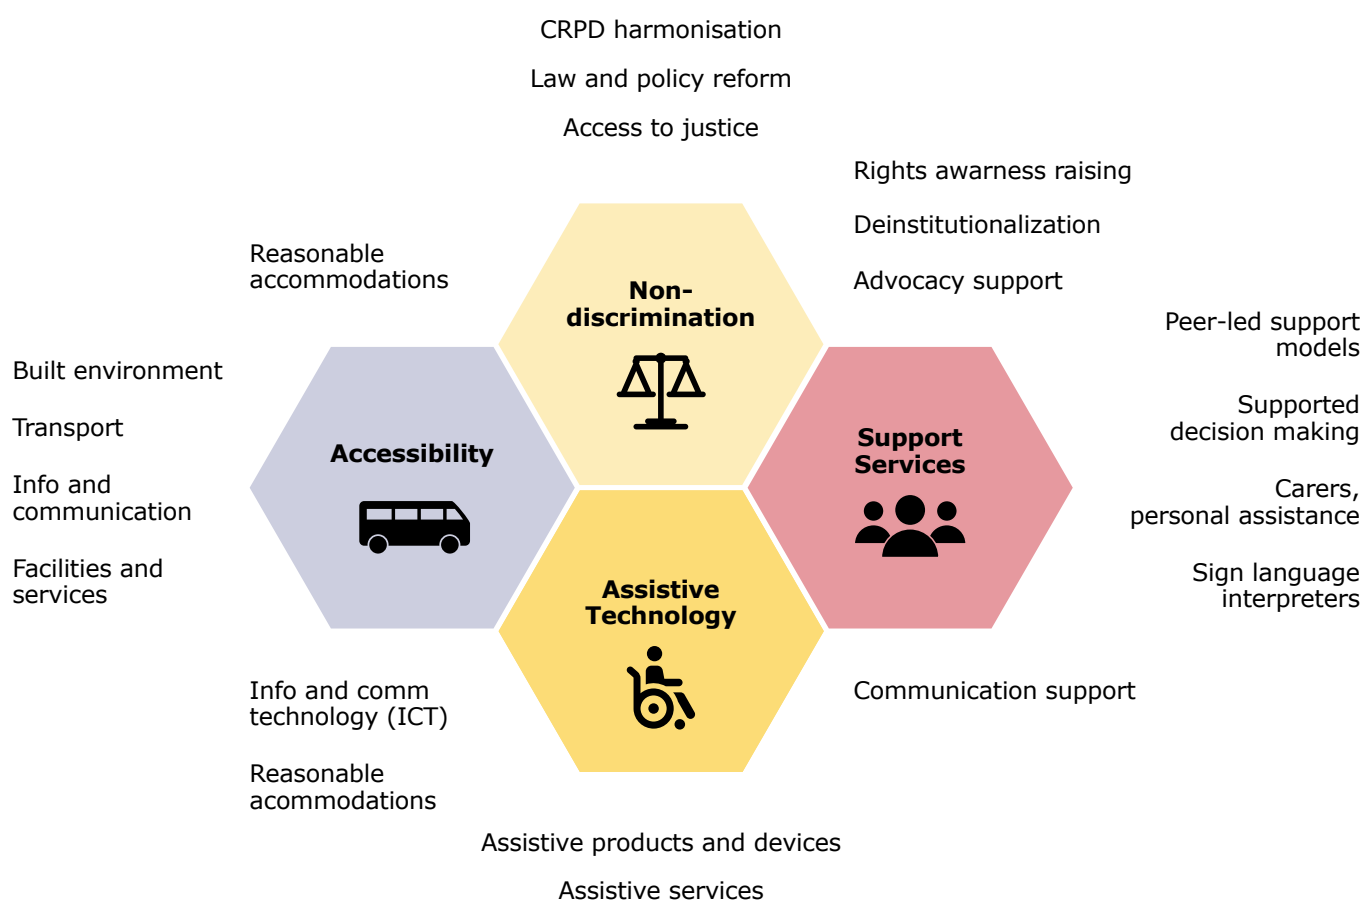 CRPD harmonisation
Law and policy reform
Access to justice
Rights awarness raising
Deinstitutionalization
Advocacy support
Reasonable
accommodations
Non-
discrimination
Peer-led support
models
Supported
decision making
Carers,
personal assistance
Sign language
interpreters
Built environment
Transport
Info and
communication
Facilities and
services
Accessibility
Support
Services
Assistive
Technology
Info and comm
technology (ICT)
Reasonable
acommodations
Communication support
Assistive products and devices
Assistive services